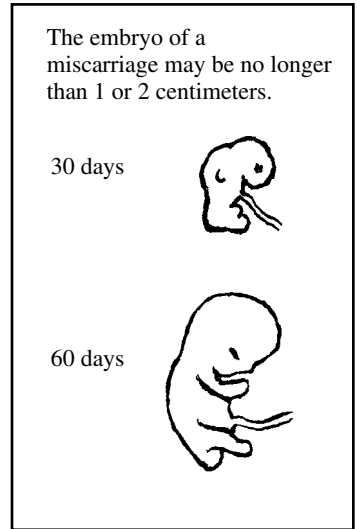 The embryo of a
miscarriage may be no longer
than 1 or 2 centimeters.
30 days
60 days